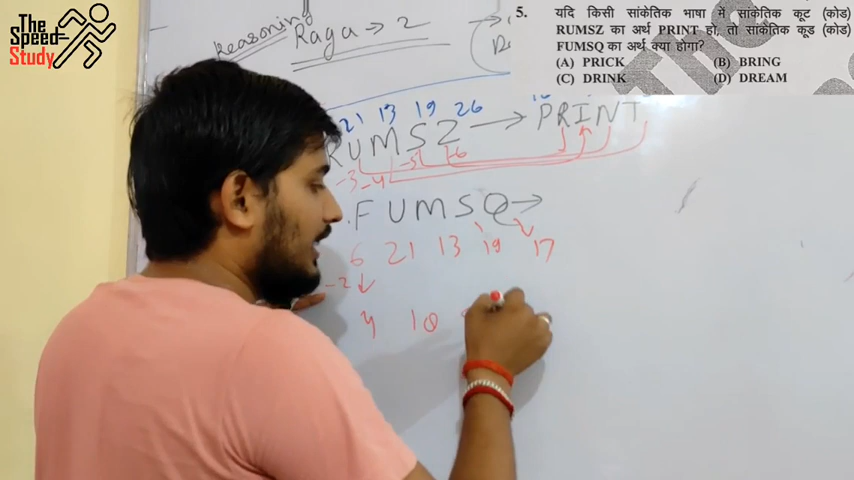 The
Speed
Study
Reasoning
Raga → 2
5. यदि किसी सांकेतिक भाषा में सांकेतिक कूट (कोड)
RUMSZ का अर्थ PRINT हो, तो सांकेतिक कूड (कोड)
FUMSQ का अर्थ क्या होगा?
(A) PRICK (B) BRING
(C) DRINK (D) DREAM
21 13 19 26
RUMSZ → PRINT
-3 -4 -5 -6
FUMSQ →
6 21 13 19 17
-2
4 18